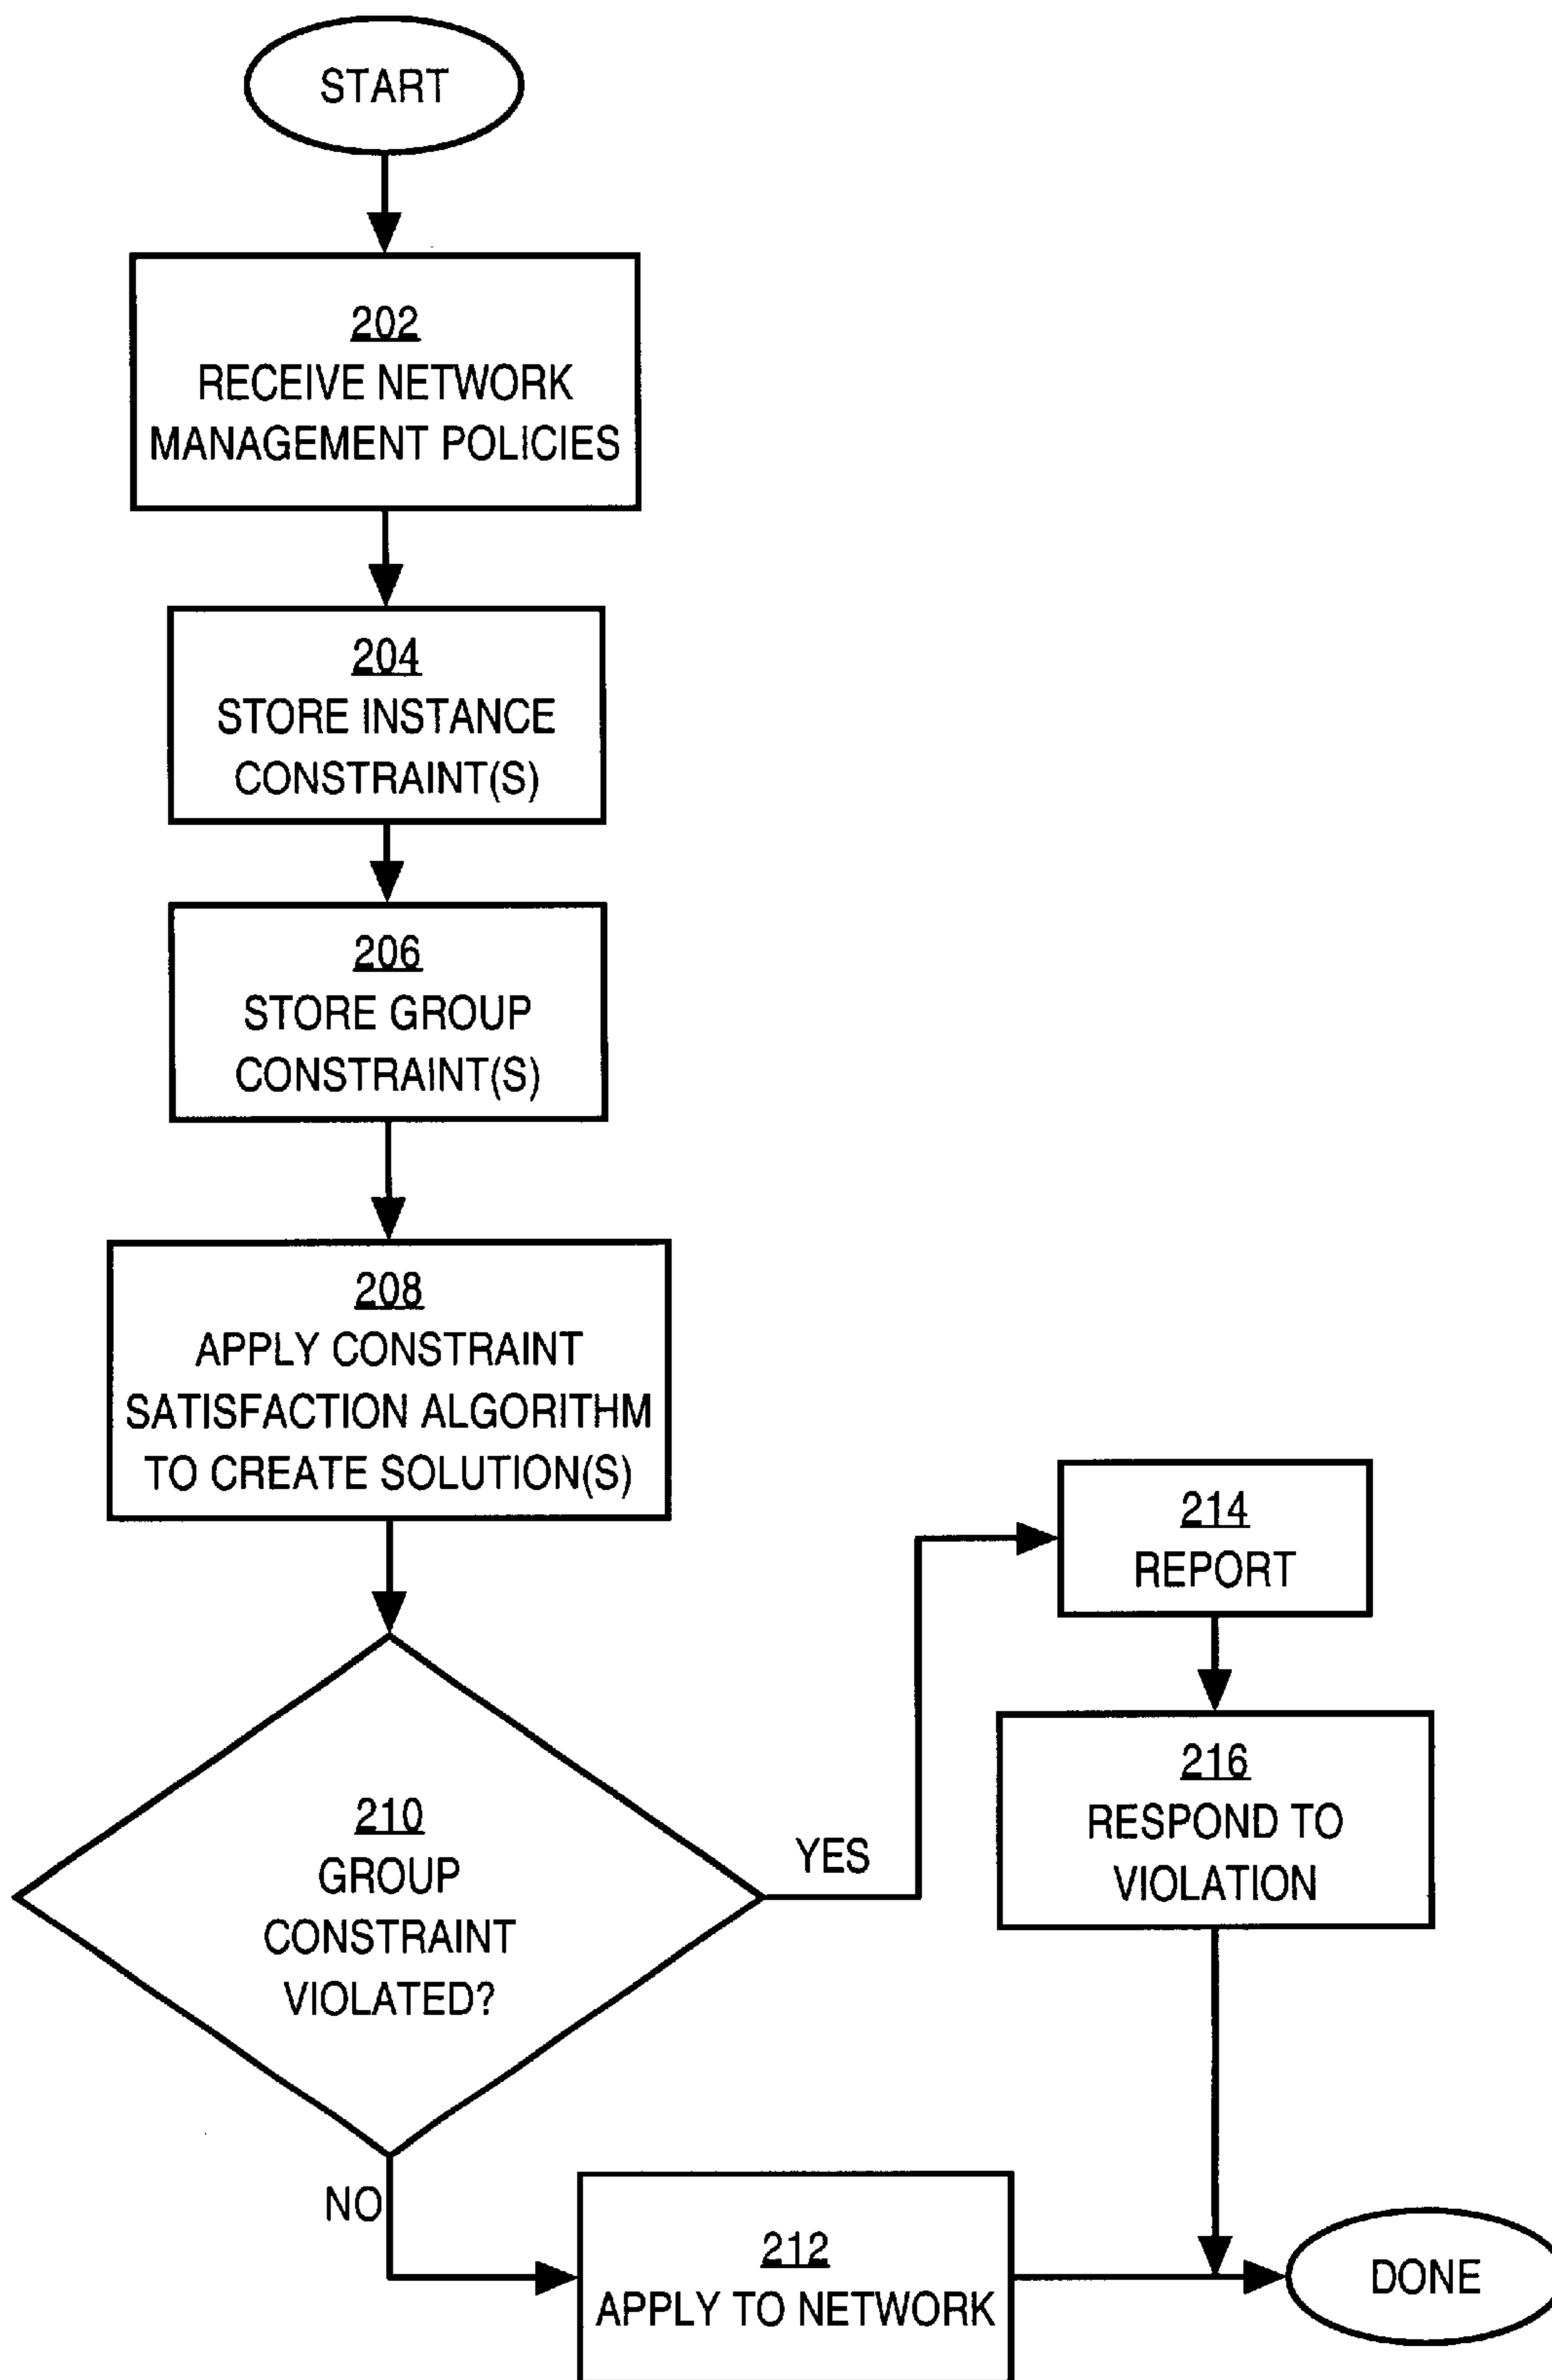 START
202
RECEIVE NETWORK
MANAGEMENT POLICIES
204
STORE INSTANCE
CONSTRAINT(S)
206
STORE GROUP
CONSTRAINT(S)
208
APPLY CONSTRAINT
SATISFACTION ALGORITHM
TO CREATE SOLUTION(S)
210
GROUP
CONSTRAINT
VIOLATED?
YES
NO
214
REPORT
216
RESPOND TO
VIOLATION
212
APPLY TO NETWORK
DONE